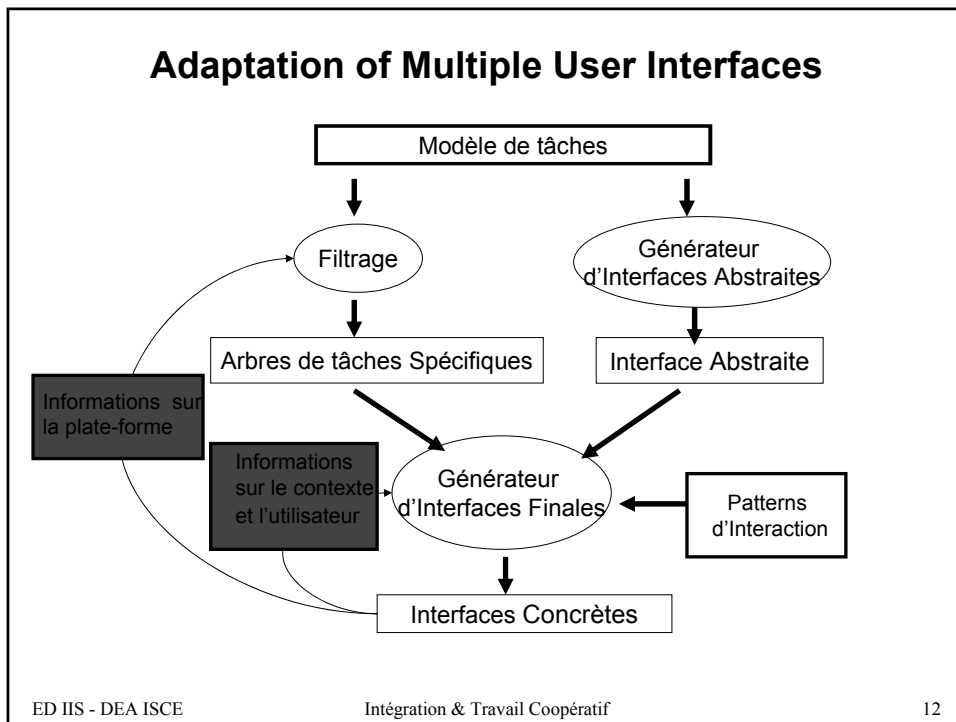 Adaptation of Multiple User Interfaces
Modèle de tâches
Filtrage
Générateur
d’Interfaces Abstraites
Arbres de tâches Spécifiques
Interface Abstraite
Informations sur
la plate-forme
Informations
sur le contexte
et l’utilisateur
Générateur
d’Interfaces Finales
Patterns
d’Interaction
Interfaces Concrètes
ED IIS - DEA ISCE
Intégration & Travail Coopératif
12